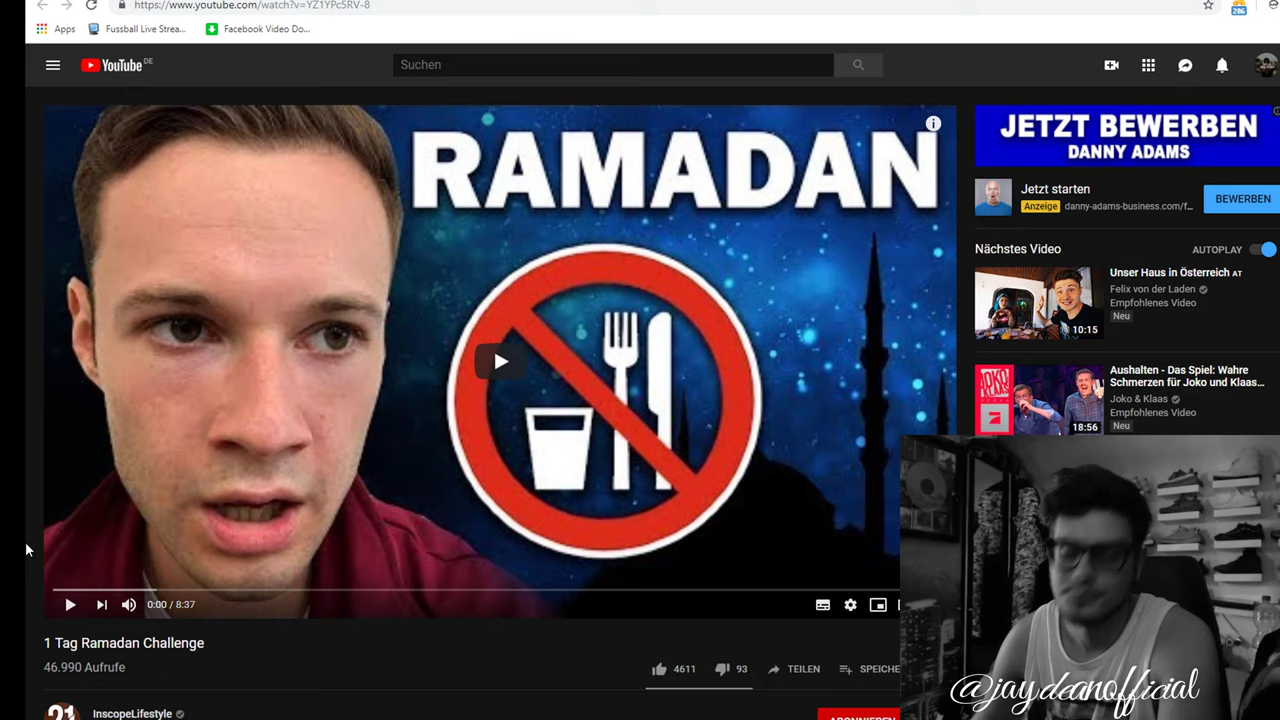 https://www.youtube.com/watch?v=YZ1YPc5RV-8
286
Apps
Fussball Live Strea...
Facebook Video Do...
YouTube DE
Suchen
RAMADAN
0:00 / 8:37
1 Tag Ramadan Challenge
46.990 Aufrufe
4611
93
TEILEN
SPEICHE
InscopeLifestyle
21
ABONNIEREN
JETZT BEWERBEN
DANNY ADAMS
Jetzt starten
Anzeige danny-adams-business.com/f...
BEWERBEN
Nächstes Video
AUTOPLAY
Unser Haus in Österreich AT
Felix von der Laden
Empfohlenes Video
Neu
10:15
Aushalten - Das Spiel: Wahre
Schmerzen für Joko und Klaas...
Joko & Klaas
Empfohlenes Video
Neu
18:56
@jaydeanofficial